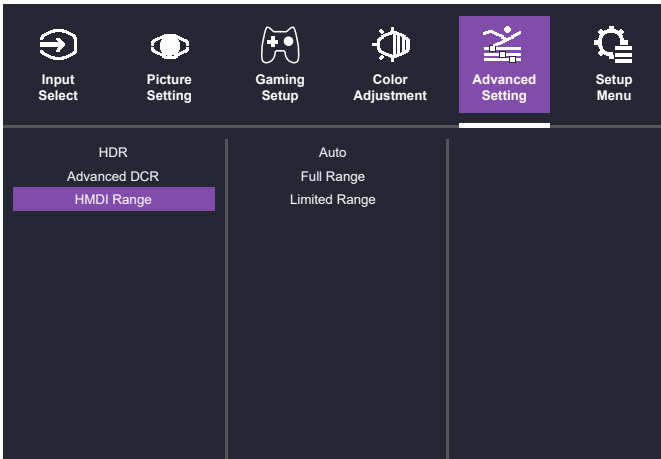 Input
Select
Picture
Setting
Gaming
Setup
Color
Adjustment
Advanced
Setting
Setup
Menu
HDR
Advanced DCR
HMDI Range
Auto
Full Range
Limited Range